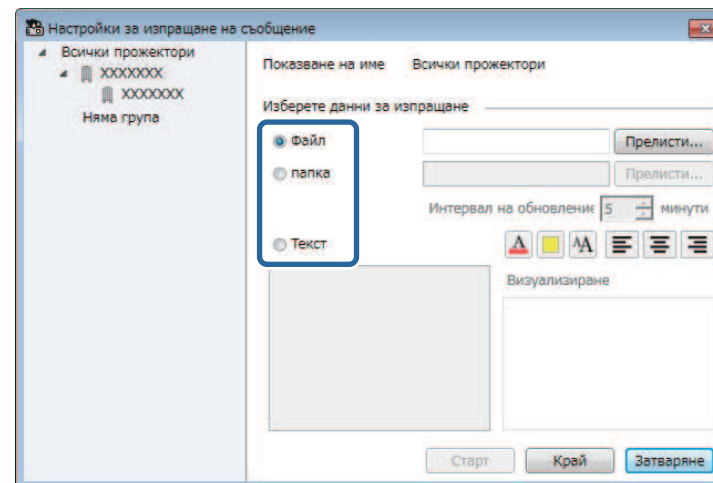 Настройки за изпращане на съобщение
Всички прожектори
XXXXXXX
XXXXXXX
Няма група
Показване на име Всички прожектори
Изберете данни за изпращане
Файл Прелисти...
папка Прелисти...
Интервал на обновление 5 минути
Текст
A AA
Визуализиране
Старт Край Затваряне